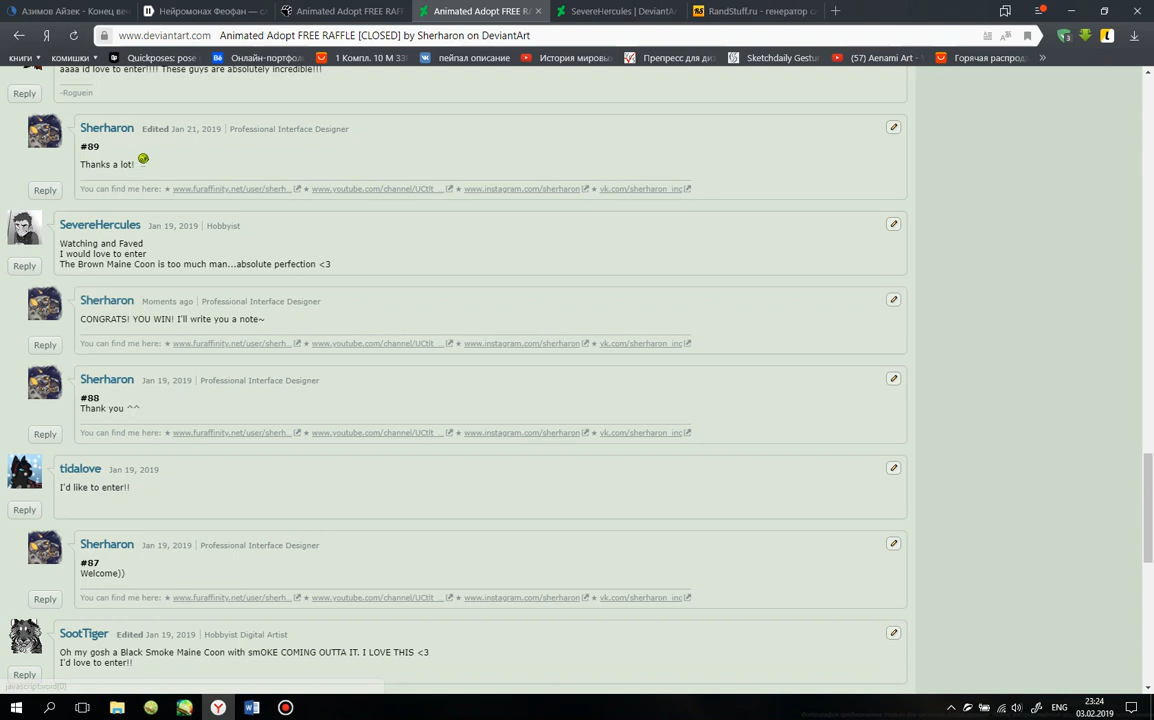 Азимов Айзек - Конец веч
Нейромонах Феофан — сл
Animated Adopt FREE RAFF
Animated Adopt FREE RA
SevereHercules | DeviantAr
RandStuff.ru - генератор с
www.deviantart.com Animated Adopt FREE RAFFLE [CLOSED] by Sherharon on DeviantArt
книги
комишки
Quickposes: pose
Онлайн-портфол
1 Компл. 10 М 33
пейпал описание
История мировы
Препресс для ди
Sketchdaily Gestu
(57) Aenami Art -
Горячая распрод
aaaa id love to enter!!!! These guys are absolutely incredible!!!
-Roguein
Reply
Sherharon Edited Jan 21, 2019 | Professional Interface Designer
#89
Thanks a lot!
You can find me here: ★ www.furaffinity.net/user/sherh... ★ www.youtube.com/channel/UCtlt ... ★ www.instagram.com/sherharon ★ vk.com/sherharon_inc
Reply
SevereHercules Jan 19, 2019 | Hobbyist
Watching and Faved
I would love to enter
The Brown Maine Coon is too much man...absolute perfection <3
Reply
Sherharon Moments ago | Professional Interface Designer
CONGRATS! YOU WIN! I'll write you a note~
You can find me here: ★ www.furaffinity.net/user/sherh... ★ www.youtube.com/channel/UCtlt ... ★ www.instagram.com/sherharon ★ vk.com/sherharon_inc
Reply
Sherharon Jan 19, 2019 | Professional Interface Designer
#88
Thank you ^^
You can find me here: ★ www.furaffinity.net/user/sherh... ★ www.youtube.com/channel/UCtlt ... ★ www.instagram.com/sherharon ★ vk.com/sherharon_inc
Reply
tidalove Jan 19, 2019
I'd like to enter!!
Reply
Sherharon Jan 19, 2019 | Professional Interface Designer
#87
Welcome))
You can find me here: ★ www.furaffinity.net/user/sherh... ★ www.youtube.com/channel/UCtlt ... ★ www.instagram.com/sherharon ★ vk.com/sherharon_inc
Reply
SootTiger Edited Jan 19, 2019 | Hobbyist Digital Artist
Oh my gosh a Black Smoke Maine Coon with smOKE COMING OUTTA IT. I LOVE THIS <3
I'd love to enter!!
Reply
javascript:void(0)
ENG
23:24
03.02.2019